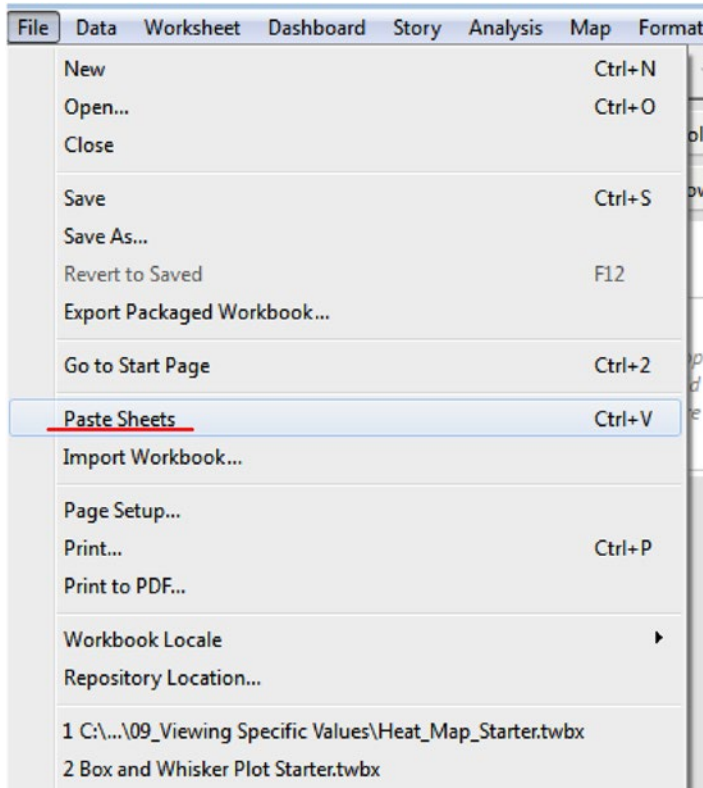 File Data Worksheet Dashboard Story Analysis Map Format
New Ctrl+N
Open... Ctrl+O
Close
Save Ctrl+S
Save As...
Revert to Saved F12
Export Packaged Workbook...
Go to Start Page Ctrl+2
Paste Sheets Ctrl+V
Import Workbook...
Page Setup...
Print... Ctrl+P
Print to PDF...
Workbook Locale
Repository Location...
1 C:\...\09_Viewing Specific Values\Heat_Map_Starter.twbx
2 Box and Whisker Plot Starter.twbx